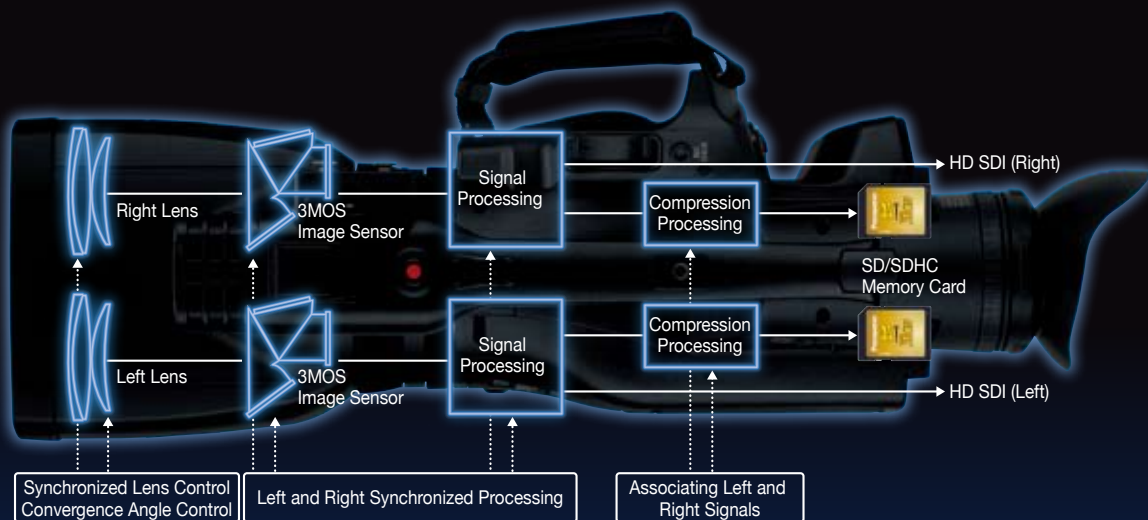 HD SDI (Right)
Signal
Processing
Compression
Processing
Right Lens
3MOS
Image Sensor
SD/SDHC
Memory Card
Compression
Processing
Signal
Processing
Left Lens
3MOS
Image Sensor
HD SDI (Left)
Synchronized Lens Control
Convergence Angle Control
Left and Right Synchronized Processing
Associating Left and
Right Signals